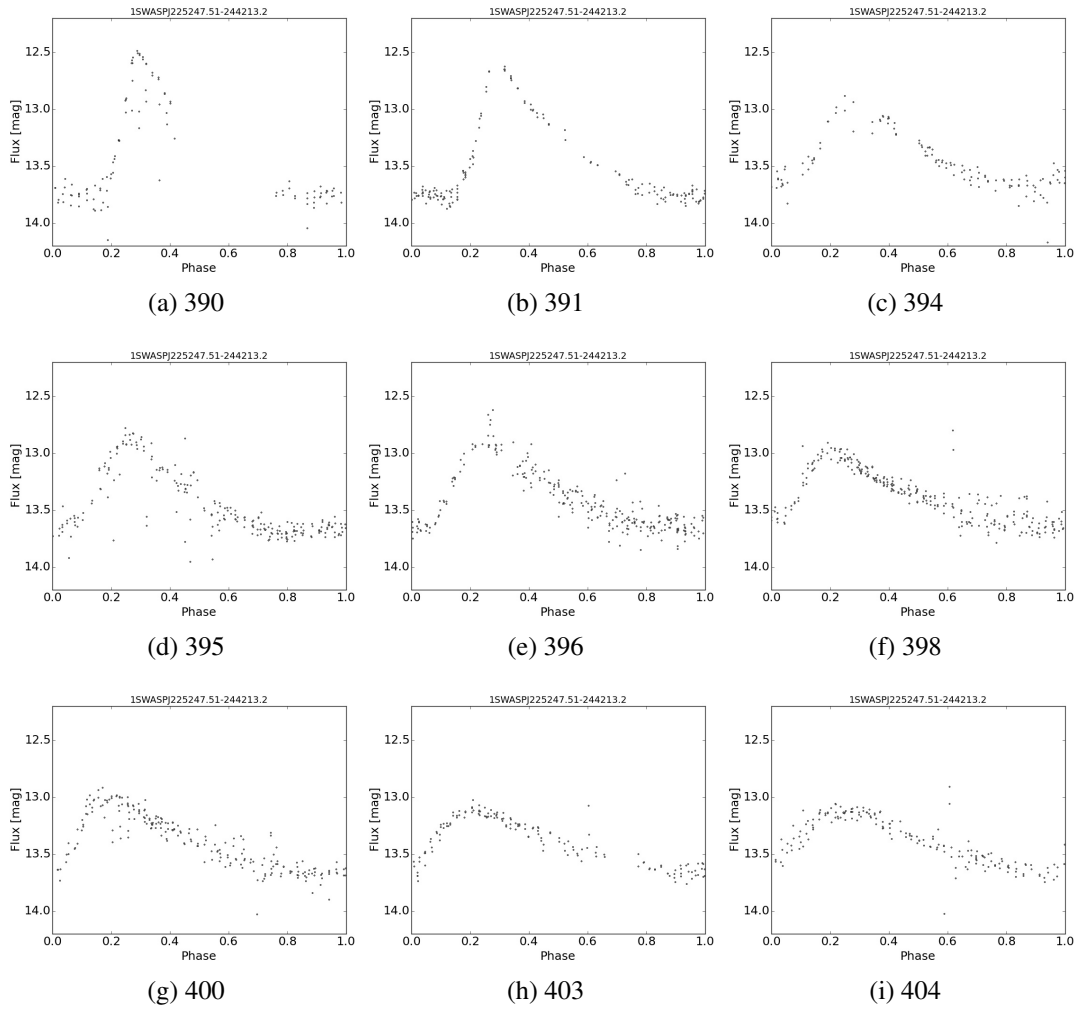 1SWASPJ225247.51-244213.2 1SWASPJ225247.51-244213.2 1SWASPJ225247.51-244213.2
12.5 12.5 12.5
13.0 13.0 13.0
13.5 13.5 13.5
14.0 14.0 14.0
Flux [mag] Flux [mag] Flux [mag]
0.0 0.2 0.4 0.6 0.8 1.0 0.0 0.2 0.4 0.6 0.8 1.0 0.0 0.2 0.4 0.6 0.8 1.0
Phase Phase Phase
(a) 390 (b) 391 (c) 394
1SWASPJ225247.51-244213.2 1SWASPJ225247.51-244213.2 1SWASPJ225247.51-244213.2
12.5 12.5 12.5
13.0 13.0 13.0
13.5 13.5 13.5
14.0 14.0 14.0
Flux [mag] Flux [mag] Flux [mag]
0.0 0.2 0.4 0.6 0.8 1.0 0.0 0.2 0.4 0.6 0.8 1.0 0.0 0.2 0.4 0.6 0.8 1.0
Phase Phase Phase
(d) 395 (e) 396 (f) 398
1SWASPJ225247.51-244213.2 1SWASPJ225247.51-244213.2 1SWASPJ225247.51-244213.2
12.5 12.5 12.5
13.0 13.0 13.0
13.5 13.5 13.5
14.0 14.0 14.0
Flux [mag] Flux [mag] Flux [mag]
0.0 0.2 0.4 0.6 0.8 1.0 0.0 0.2 0.4 0.6 0.8 1.0 0.0 0.2 0.4 0.6 0.8 1.0
Phase Phase Phase
(g) 400 (h) 403 (i) 404